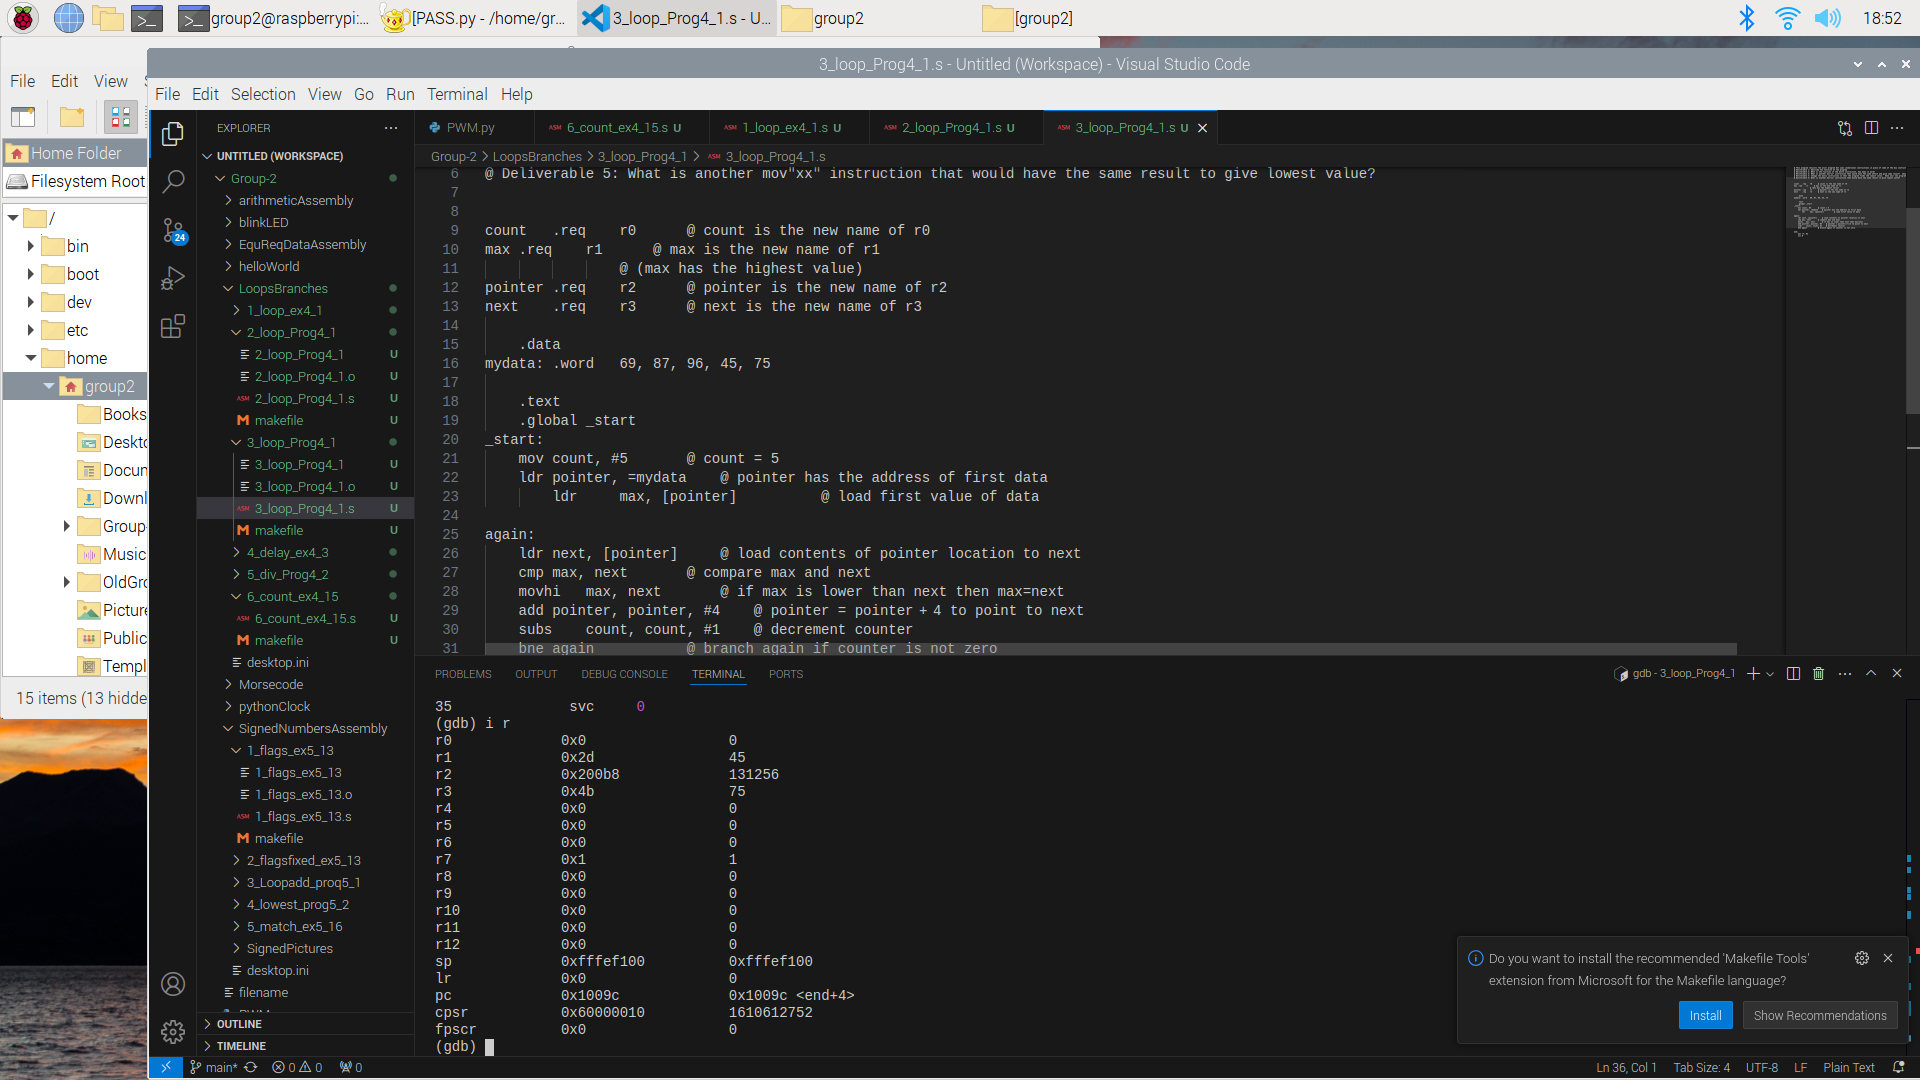 group2@raspberrypi:...
[PASS.py - /home/gr...
3_loop_Prog4_1.s - U...
group2
[group2]
18:52
3_loop_Prog4_1.s - Untitled (Workspace) - Visual Studio Code
File Edit View
Home Folder
Filesystem Root
/
bin
boot
dev
etc
home
group2
Books
Deskto
Docun
Downl
Group-
Music
OldGro
Picture
Public
Templ
15 items (13 hidde
File Edit Selection View Go Run Terminal Help
EXPLORER
UNTITLED (WORKSPACE)
Group-2
arithmeticAssembly
blinkLED
EquReqDataAssembly
helloWorld
LoopsBranches
1_loop_ex4_1
2_loop_Prog4_1
2_loop_Prog4_1 U
2_loop_Prog4_1.o U
ASM 2_loop_Prog4_1.s U
M makefile U
3_loop_Prog4_1
3_loop_Prog4_1 U
3_loop_Prog4_1.o U
ASM 3_loop_Prog4_1.s U
M makefile U
4_delay_ex4_3
5_div_Prog4_2
6_count_ex4_15
ASM 6_count_ex4_15.s U
M makefile U
desktop.ini
Morsecode
pythonClock
SignedNumbersAssembly
1_flags_ex5_13
1_flags_ex5_13
1_flags_ex5_13.o
ASM 1_flags_ex5_13.s
M makefile
2_flagsfixed_ex5_13
3_Loopadd_proq5_1
4_lowest_prog5_2
5_match_ex5_16
SignedPictures
desktop.ini
filename
OUTLINE
TIMELINE
24
PWM.py
ASM 6_count_ex4_15.s U
ASM 1_loop_ex4_1.s U
ASM 2_loop_Prog4_1.s U
ASM 3_loop_Prog4_1.s U
Group-2 > LoopsBranches > 3_loop_Prog4_1 > ASM 3_loop_Prog4_1.s
6 @ Deliverable 5: What is another mov"xx" instruction that would have the same result to give lowest value?
7
8
9 count .req r0 @ count is the new name of r0
10 max .req r1 @ max is the new name of r1
11 @ (max has the highest value)
12 pointer .req r2 @ pointer is the new name of r2
13 next .req r3 @ next is the new name of r3
14
15 .data
16 mydata: .word 69, 87, 96, 45, 75
17
18 .text
19 .global _start
20 _start:
21 mov count, #5 @ count = 5
22 ldr pointer, =mydata @ pointer has the address of first data
23 ldr max, [pointer] @ load first value of data
24
25 again:
26 ldr next, [pointer] @ load contents of pointer location to next
27 cmp max, next @ compare max and next
28 movhi max, next @ if max is lower than next then max=next
29 add pointer, pointer, #4 @ pointer = pointer + 4 to point to next
30 subs count, count, #1 @ decrement counter
31 bne again @ branch again if counter is not zero
PROBLEMS OUTPUT DEBUG CONSOLE TERMINAL PORTS
gdb - 3_loop_Prog4_1
35 svc 0
(gdb) i r
r0 0x0 0
r1 0x2d 45
r2 0x200b8 131256
r3 0x4b 75
r4 0x0 0
r5 0x0 0
r6 0x0 0
r7 0x1 1
r8 0x0 0
r9 0x0 0
r10 0x0 0
r11 0x0 0
r12 0x0 0
sp 0xfffef100 0xfffef100
lr 0x0 0
pc 0x1009c 0x1009c <end+4>
cpsr 0x60000010 1610612752
fpscr 0x0 0
(gdb)
Do you want to install the recommended 'Makefile Tools'
extension from Microsoft for the Makefile language?
Install
Show Recommendations
main* 0 0 0
Ln 36, Col 1 Tab Size: 4 UTF-8 LF Plain Text